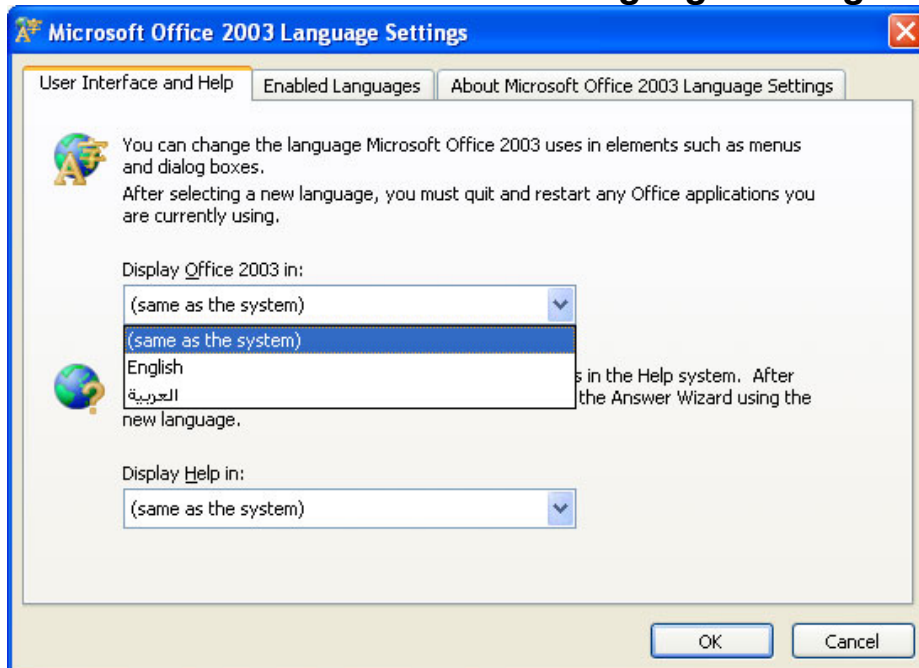 Microsoft Office 2003 Language Settings
User Interface and Help
Enabled Languages
About Microsoft Office 2003 Language Settings
You can change the language Microsoft Office 2003 uses in elements such as menus
and dialog boxes.
After selecting a new language, you must quit and restart any Office applications you
are currently using.
Display Office 2003 in:
(same as the system)
(same as the system)
English
العربية
s in the Help system. After
the Answer Wizard using the
new language.
Display Help in:
(same as the system)
OK
Cancel